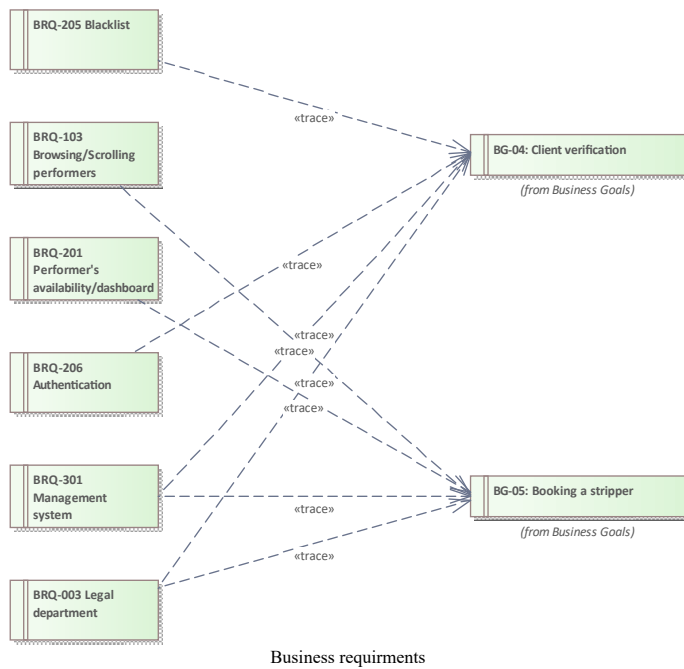 BRQ-205 Blacklist
«trace»
BRQ-103
Browsing/Scrolling
performers
BG-04: Client verification
(from Business Goals)
BRQ-201
Performer's
availability/dashboard
«trace»
«trace»
«trace»
BRQ-206
Authentication
«trace»
«trace»
BRQ-301
Management
system
BG-05: Booking a stripper
«trace»
(from Business Goals)
«trace»
BRQ-003 Legal
department
Business requirments